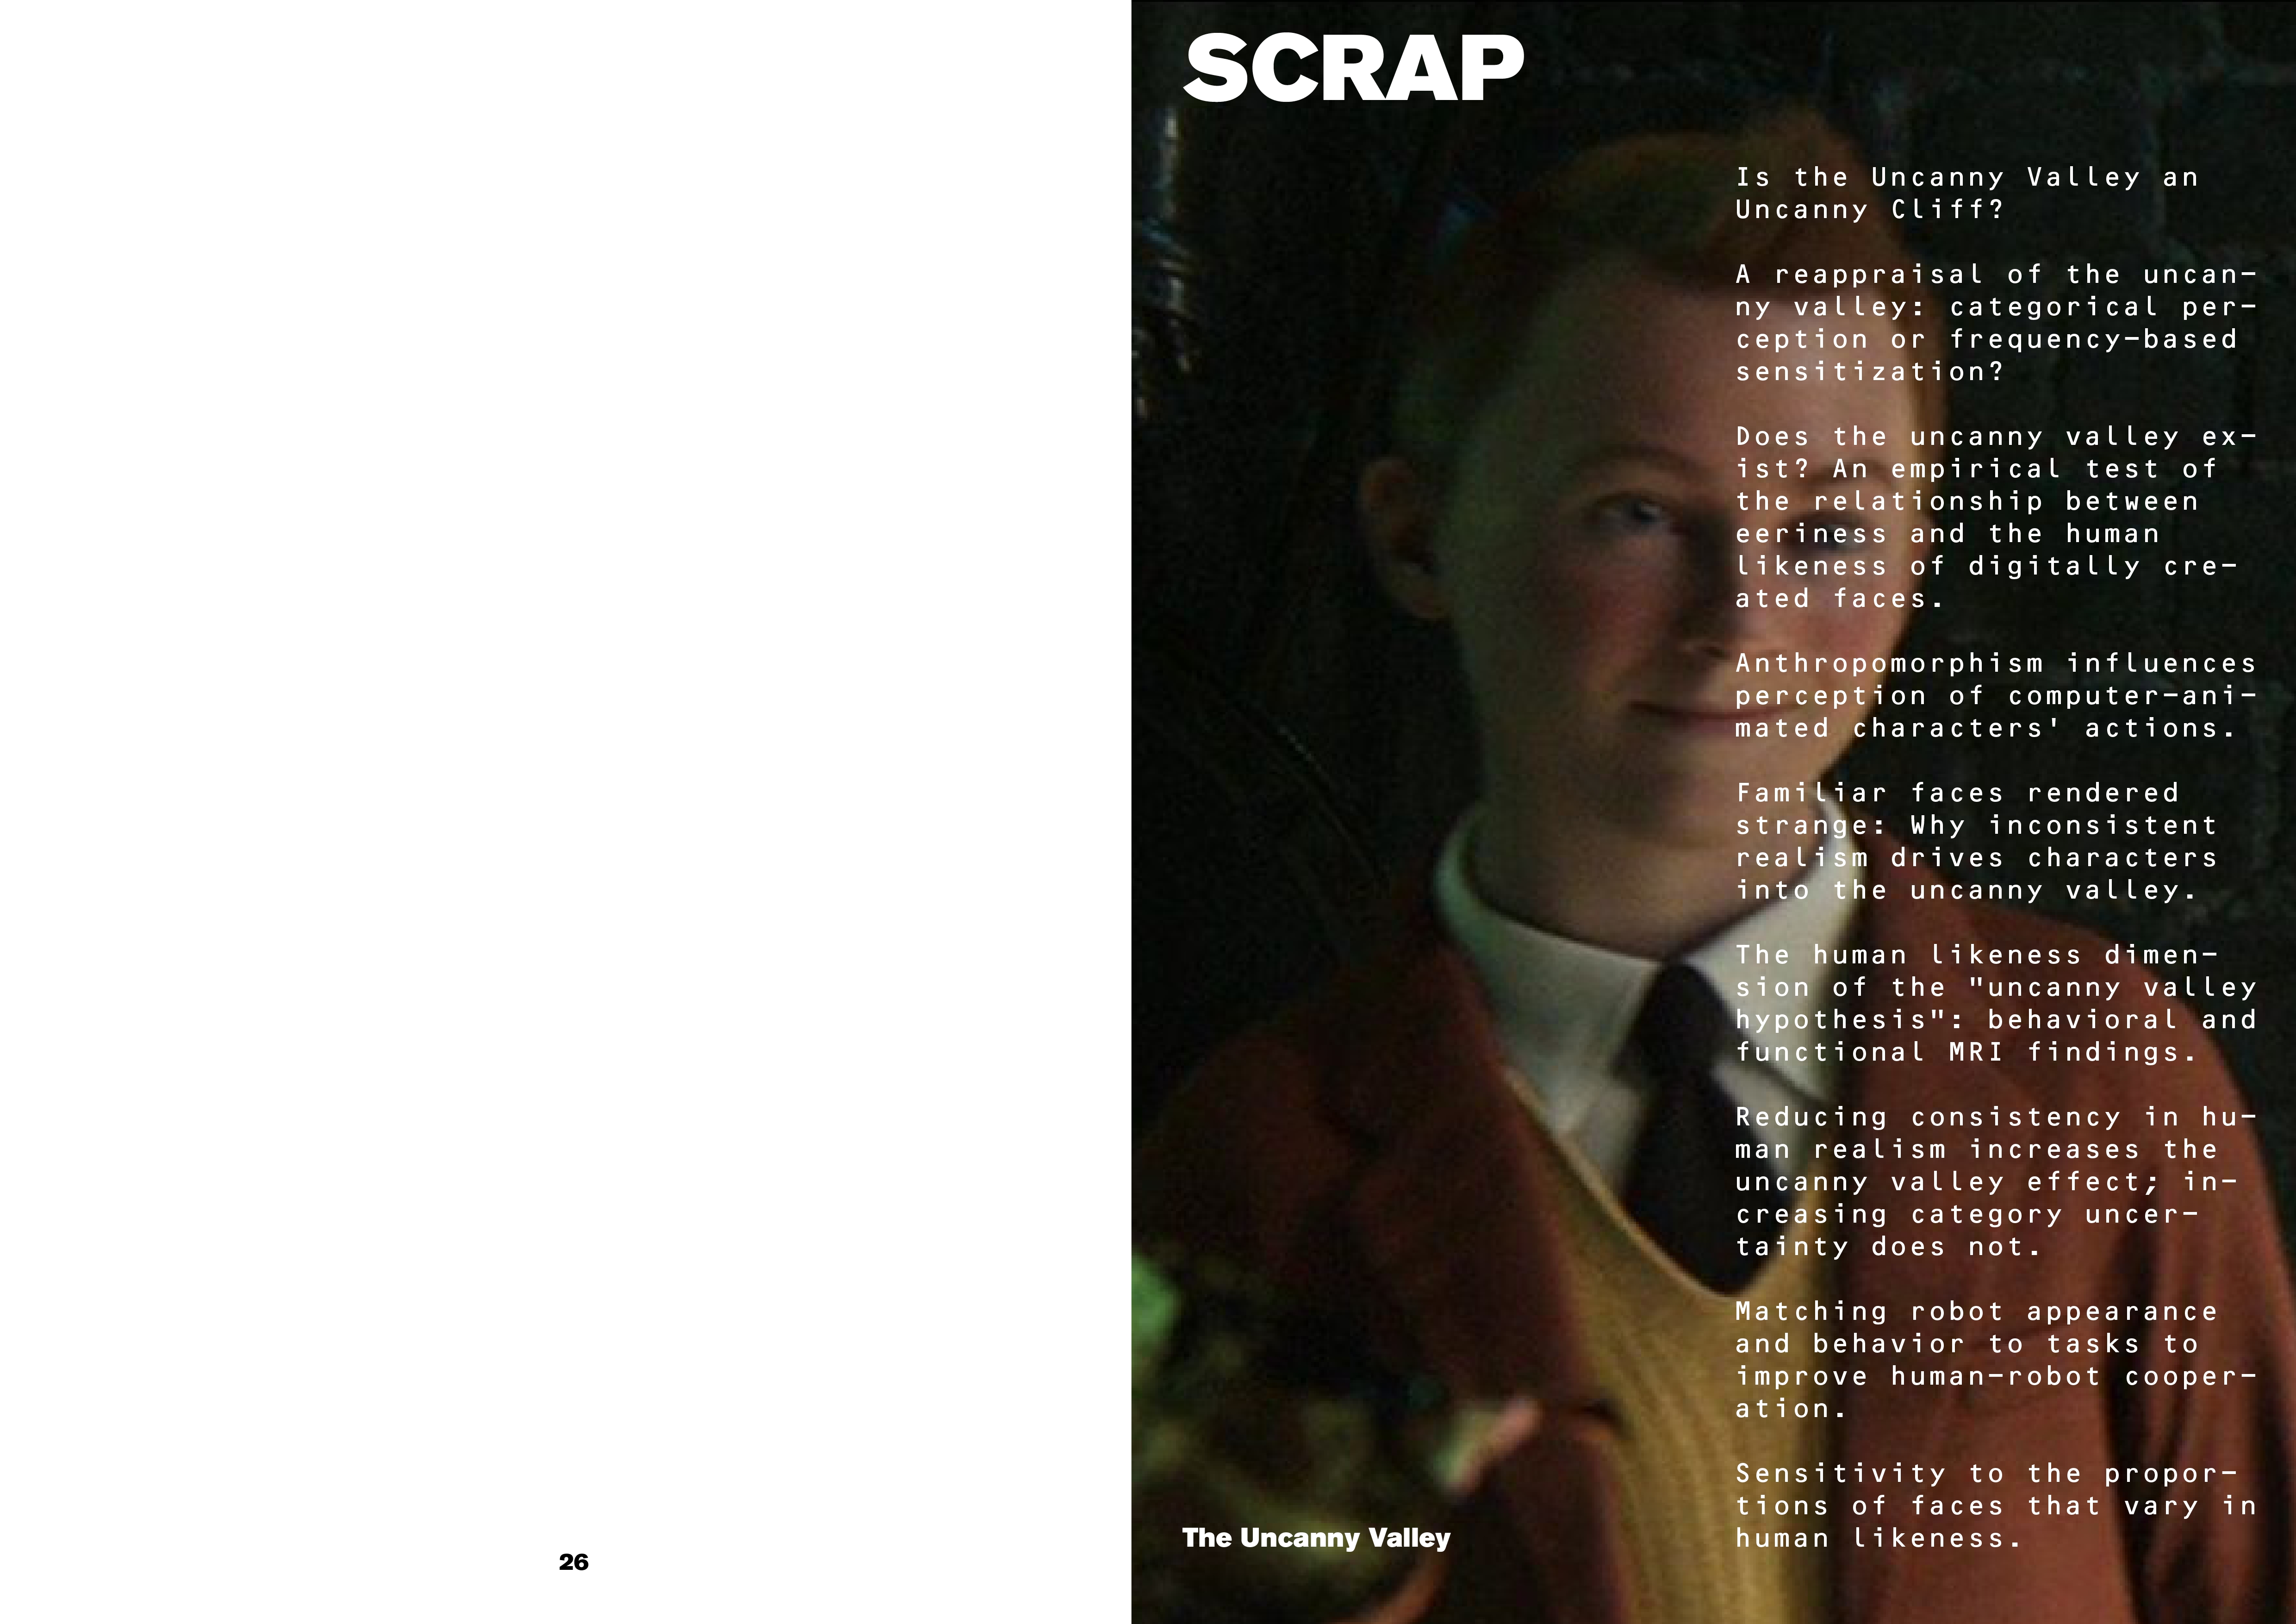 SCRAP
Is the Uncanny Valley an
Uncanny Cliff?
A reappraisal of the uncan-
ny valley: categorical per-
ception or frequency-based
sensitization?
Does the uncanny valley ex-
ist? An empirical test of
the relationship between
eeriness and the human
likeness of digitally cre-
ated faces.
Anthropomorphism influences
perception of computer-ani-
mated characters' actions.
Familiar faces rendered
strange: Why inconsistent
realism drives characters
into the uncanny valley.
The human likeness dimen-
sion of the "uncanny valley
hypothesis": behavioral and
functional MRI findings.
Reducing consistency in hu-
man realism increases the
uncanny valley effect; in-
creasing category uncer-
tainty does not.
Matching robot appearance
and behavior to tasks to
improve human-robot cooper-
ation.
Sensitivity to the propor-
tions of faces that vary in
human likeness.
The Uncanny Valley
26